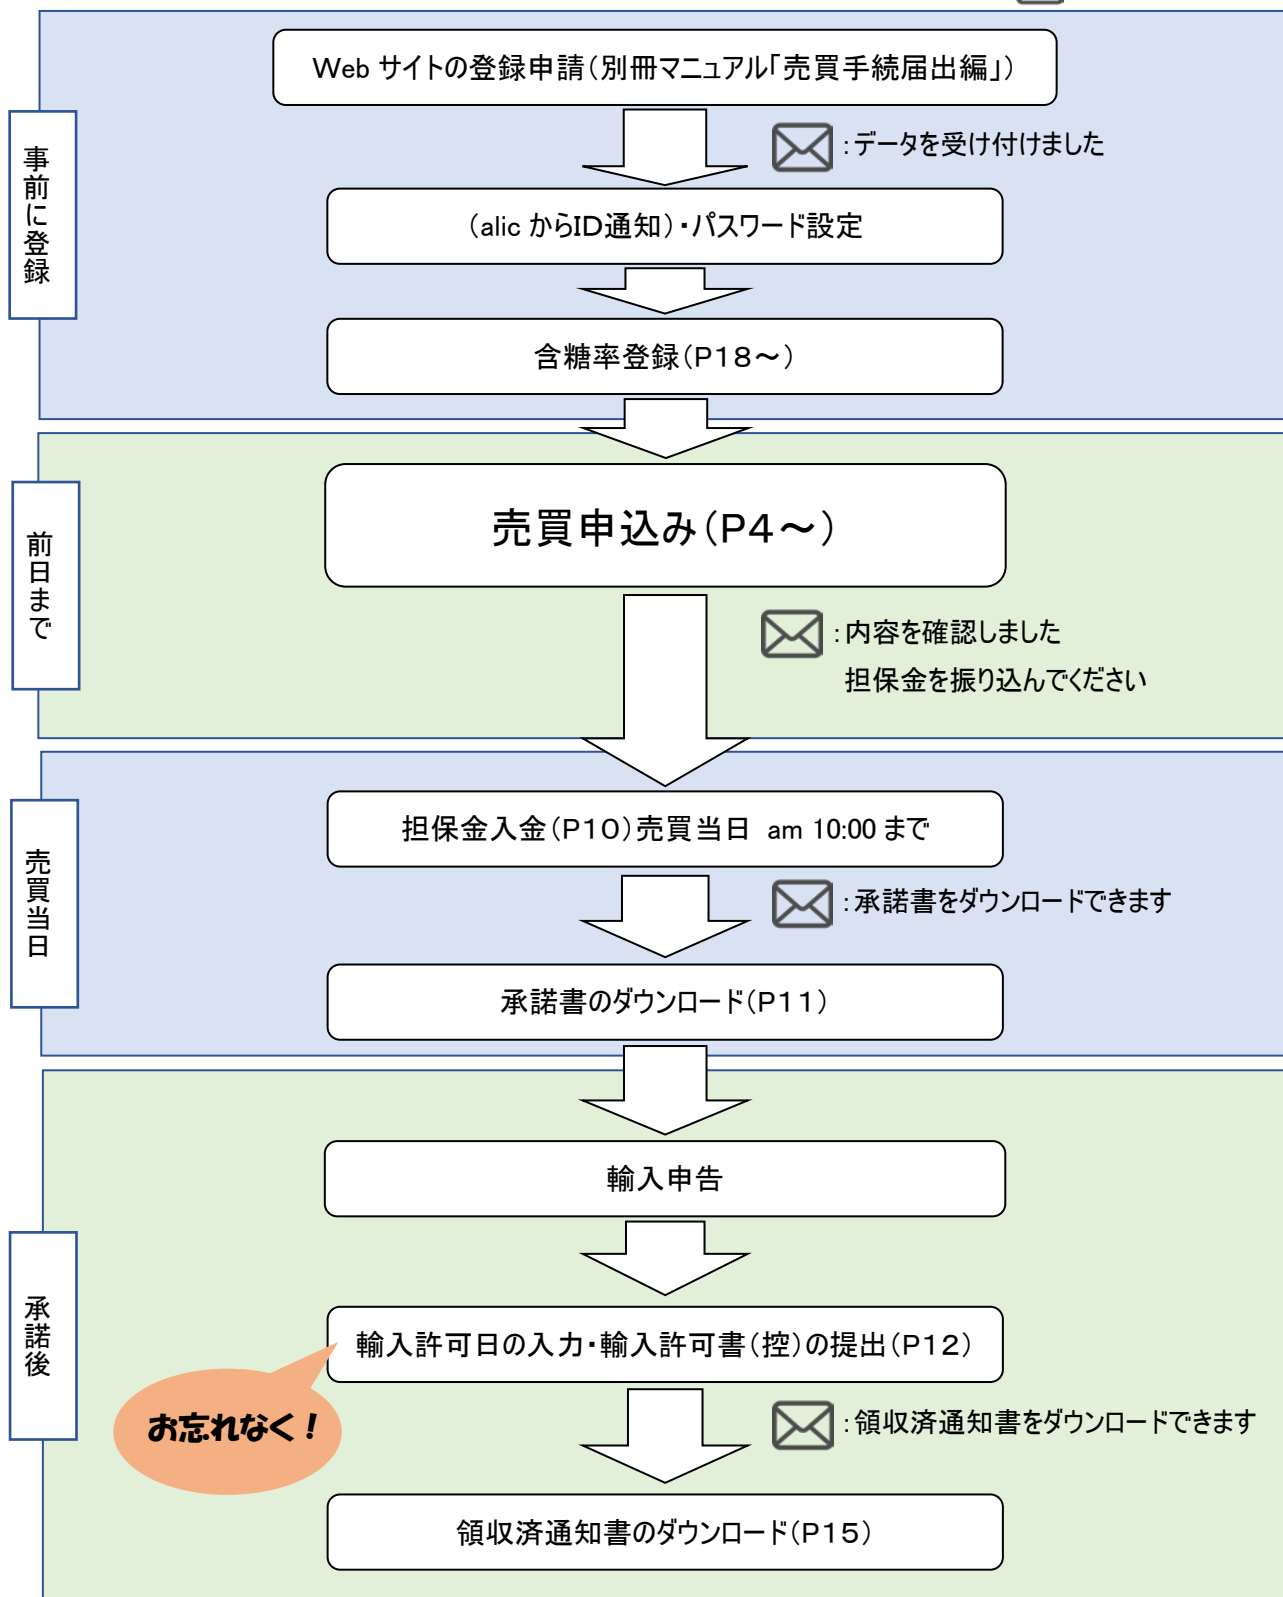 Web サイトの登録申請(別冊マニュアル「売買手続届出編」)
事前に登録
:データを受け付けました
(alic からID通知)・パスワード設定
含糖率登録(P18~)
売買申込み(P4~)
前日まで
:内容を確認しました
担保金を振り込んでください
担保金入金(P10)売買当日 am 10:00 まで
売買当日
:承諾書をダウンロードできます
承諾書のダウンロード(P11)
輸入申告
承諾後
輸入許可日の入力・輸入許可書(控)の提出(P12)
お忘れなく!
:領収済通知書をダウンロードできます
領収済通知書のダウンロード(P15)